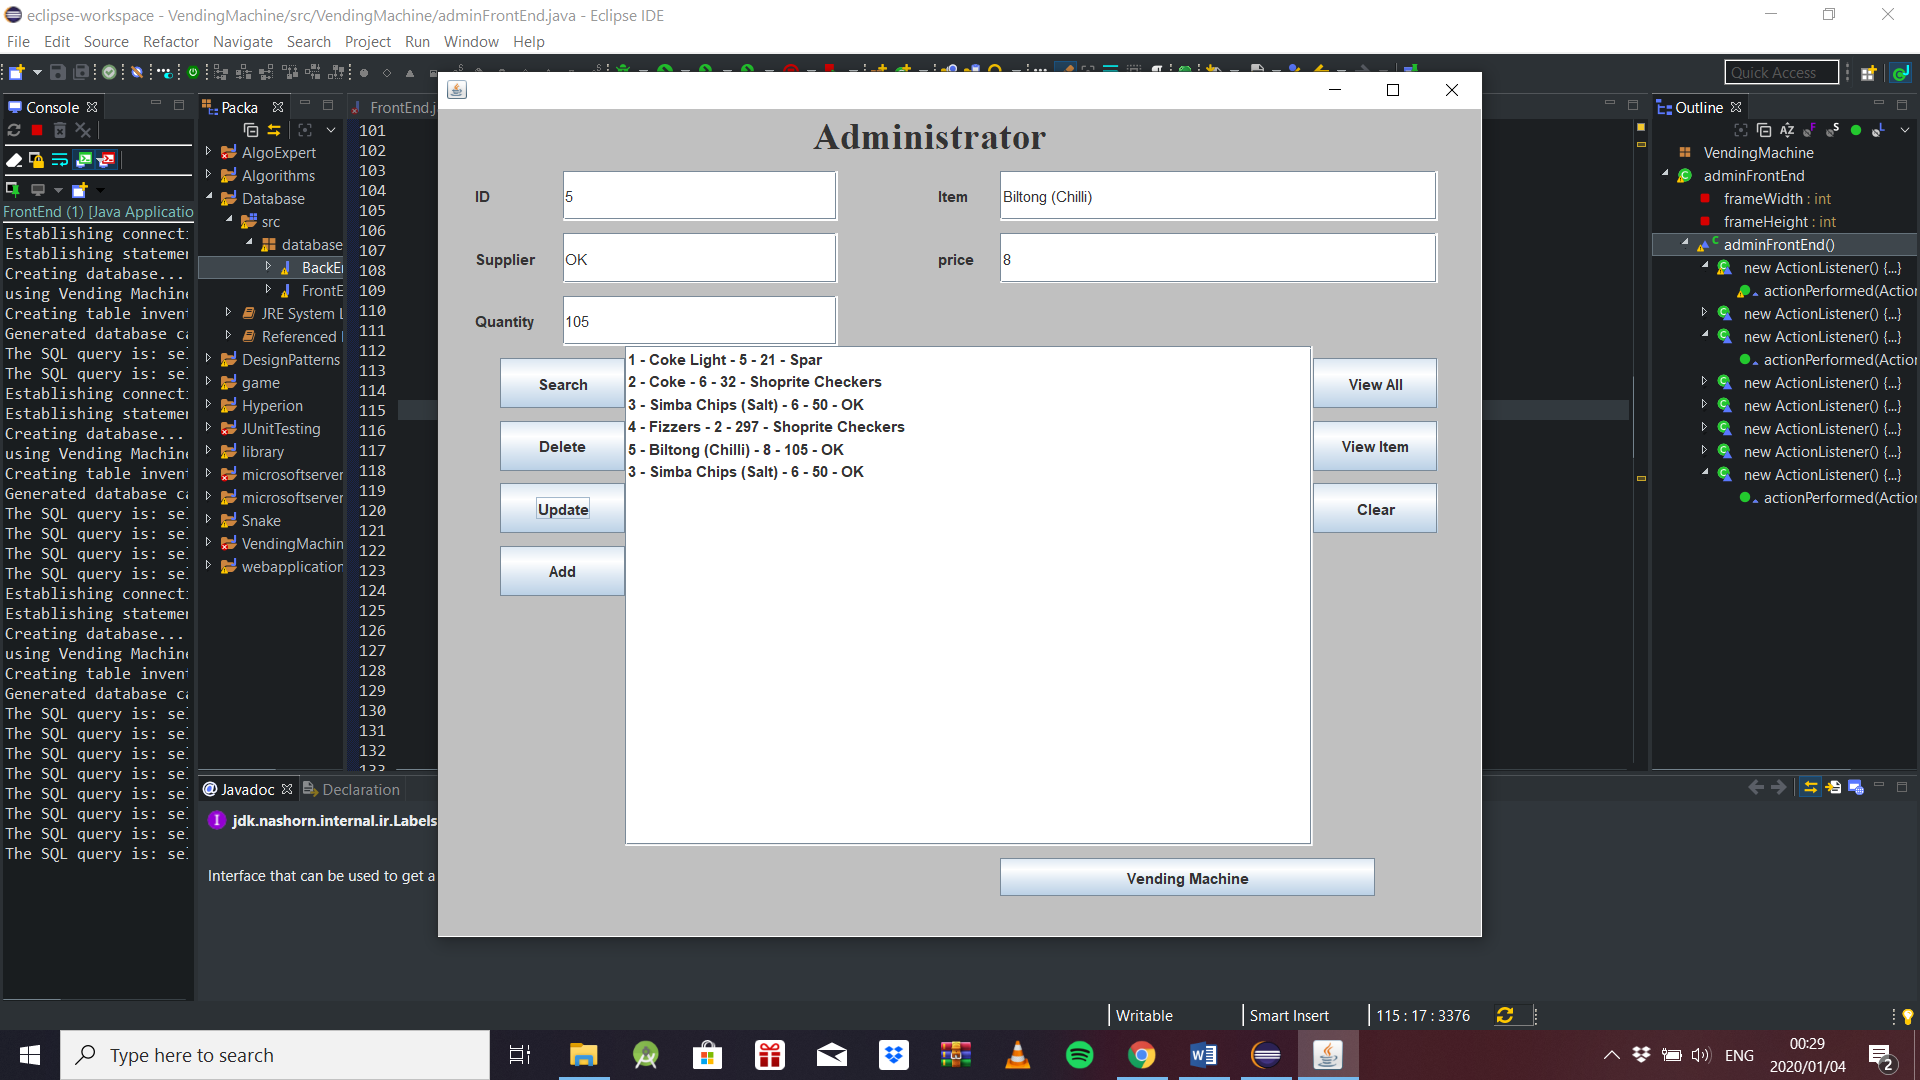 eclipse-workspace - VendingMachine/src/VendingMachine/adminFrontEnd.java - Eclipse IDE
File Edit Source Refactor Navigate Search Project Run Window Help
Quick Access
Console
FrontEnd (1) [Java Applicatio
Establishing connect
Establishing stateme
Creating database...
using Vending Machin
Creating table inven
Generated database c
The SQL query is: se
The SQL query is: se
Establishing connect
Establishing stateme
Creating database...
using Vending Machin
Creating table inven
Generated database c
The SQL query is: se
The SQL query is: se
The SQL query is: se
The SQL query is: se
Establishing connect
Establishing stateme
Creating database...
using Vending Machin
Creating table inven
Generated database c
The SQL query is: se
The SQL query is: se
The SQL query is: se
The SQL query is: se
The SQL query is: se
The SQL query is: se
The SQL query is: se
The SQL query is: se
Packa
AlgoExpert
Algorithms
Database
src
database
BackE
FrontE
JRE System L
Referenced
DesignPatterns
game
Hyperion
JUnitTesting
library
microsoftserver
microsoftserver
Snake
VendingMachin
webapplication
FrontEnd.j
101
102
103
104
105
106
107
108
109
110
111
112
113
114
115
116
117
118
119
120
121
122
123
124
125
126
127
128
129
130
131
132
133
Administrator
ID 5 Item Biltong (Chilli)
Supplier OK price 8
Quantity 105
Search
Delete
Update
Add
1 - Coke Light - 5 - 21 - Spar
2 - Coke - 6 - 32 - Shoprite Checkers
3 - Simba Chips (Salt) - 6 - 50 - OK
4 - Fizzers - 2 - 297 - Shoprite Checkers
5 - Biltong (Chilli) - 8 - 105 - OK
3 - Simba Chips (Salt) - 6 - 50 - OK
View All
View Item
Clear
Vending Machine
Outline
VendingMachine
adminFrontEnd
frameWidth : int
frameHeight : int
adminFrontEnd()
new ActionListener() {...}
actionPerformed(Action
new ActionListener() {...}
new ActionListener() {...}
actionPerformed(Action
new ActionListener() {...}
new ActionListener() {...}
new ActionListener() {...}
new ActionListener() {...}
new ActionListener() {...}
actionPerformed(Action
@ Javadoc Declaration
jdk.nashorn.internal.ir.Labels
Interface that can be used to get a
Writable Smart Insert 115 : 17 : 3376
Type here to search
ENG
00:29
2020/01/04
2